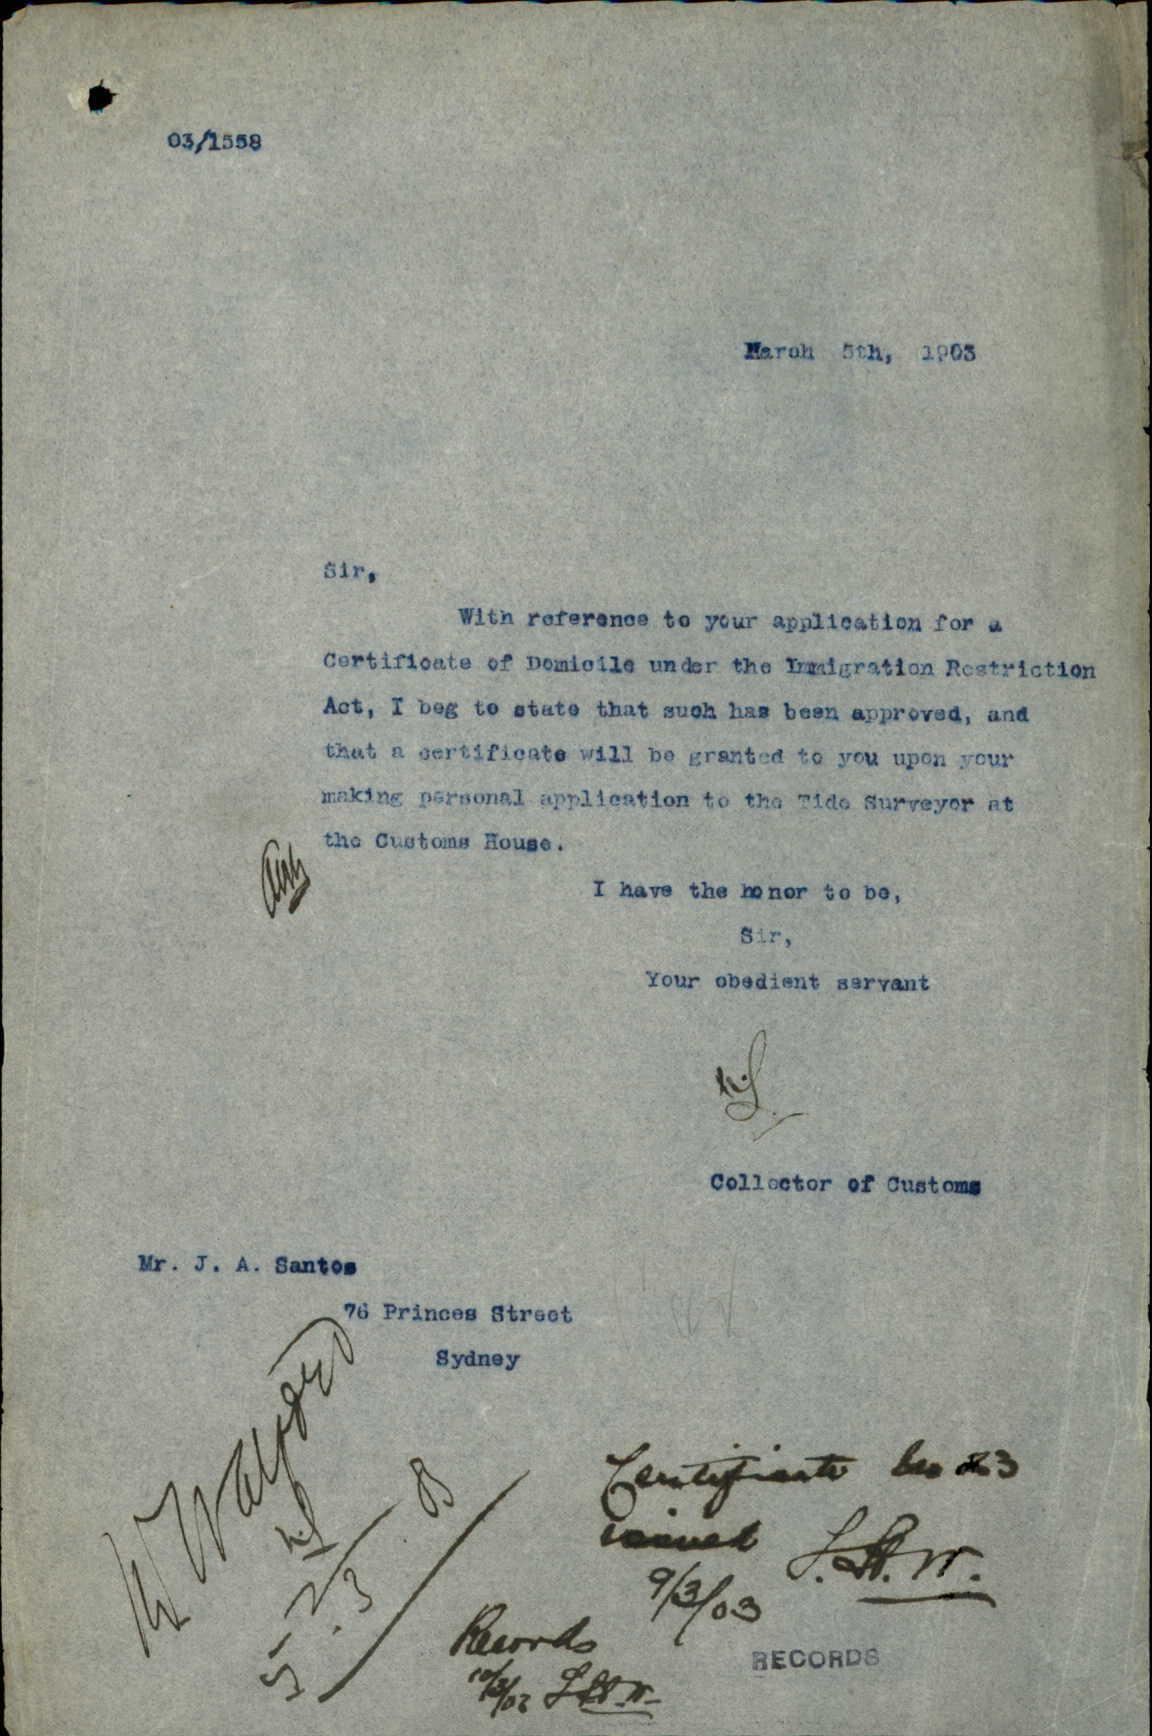 03/1558
March 5th, 1903
Sir,
With reference to your application for a
Certificate of Domicile under the Immigration Restriction
Act, I beg to state that such has been approved, and
that a certificate will be granted to you upon your
making personal application to the Tide Surveyor at
the Customs House.
I have the honor to be,
Sir,
Your obedient servant
Collector of Customs
Mr. J. A. Santos
76 Princes Street
Sydney
Certificate No 23
issued
9/3/03
Records
RECORDS